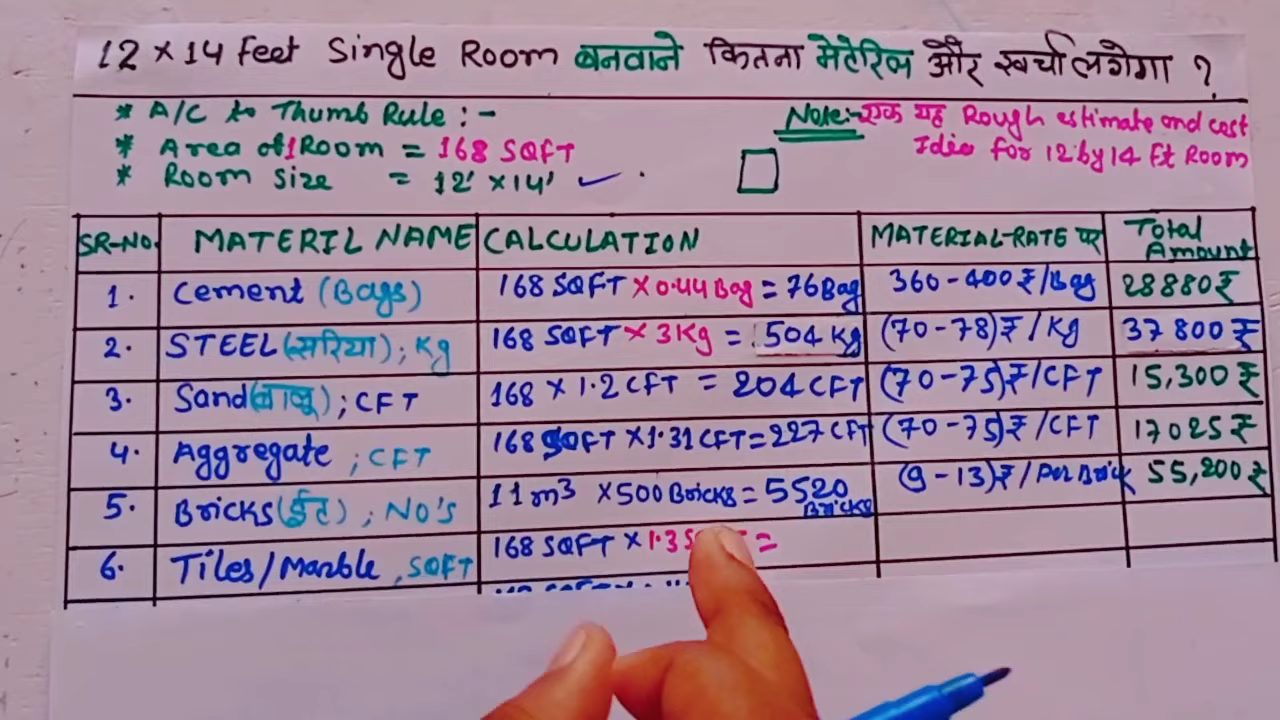 12 x 14 Feet Single Room बनवाने कितना मेटेरिल और खर्चा लगेगा ?
* A/C to Thumb Rule : -
* Area of 1 Room = 168 SQFT
* Room Size = 12' x 14'
Note:- एक यह Rough estimate and cost
Idea for 12 by 14 Ft Room
SR-NO. MATERIL NAME CALCULATION MATERIAL-RATE पर Total Amount
1. Cement (Bags) 168 SQFT x 0.44 Bag = 76 Bag 360-400 ₹/Bag 28880 ₹
2. STEEL (सरिया) ; Kg 168 SQFT x 3 Kg = 504 Kg (70-78) ₹/Kg 37800 ₹
3. Sand (बालू) ; CFT 168 x 1.2 CFT = 204 CFT (70-75) ₹/CFT 15,300 ₹
4. Aggregate ; CFT 168 SQFT x 1.31 CFT = 227 CFT (70-75) ₹/CFT 17025 ₹
5. Bricks (ईंट) ; NO'S 11 m³ x 500 Bricks = 5520 Bricks (9-13) ₹/Per Brick 55,200 ₹
6. Tiles/Marble, SQFT 168 SQFT x 1.3 =